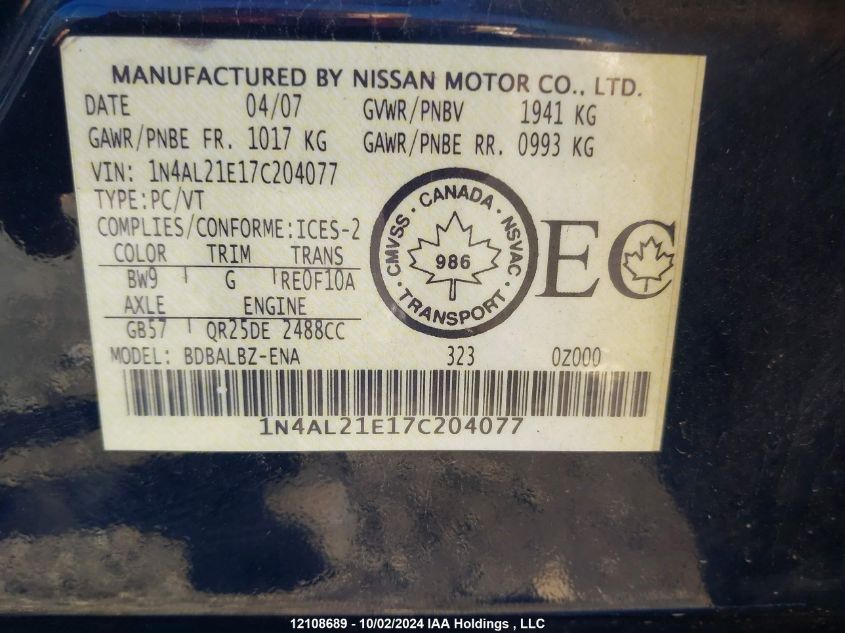 MANUFACTURED BY NISSAN MOTOR CO., LTD.
DATE 04/07 GVWR/PNBV 1941 KG
GAWR/PNBE FR. 1017 KG GAWR/PNBE RR. 0993 KG
VIN: 1N4AL21E17C204077
TYPE:PC/VT
COMPLIES/CONFORME:ICES-2
COLOR TRIM TRANS
BW9 G RE0F10A
AXLE ENGINE
GB57 QR25DE 2488CC
MODEL: BDBALBZ-ENA 323 0Z000
CMVSS · CANADA · NSVAC · TRANSPORT ·
986
EC
1N4AL21E17C204077
12108689 - 10/02/2024 IAA Holdings , LLC